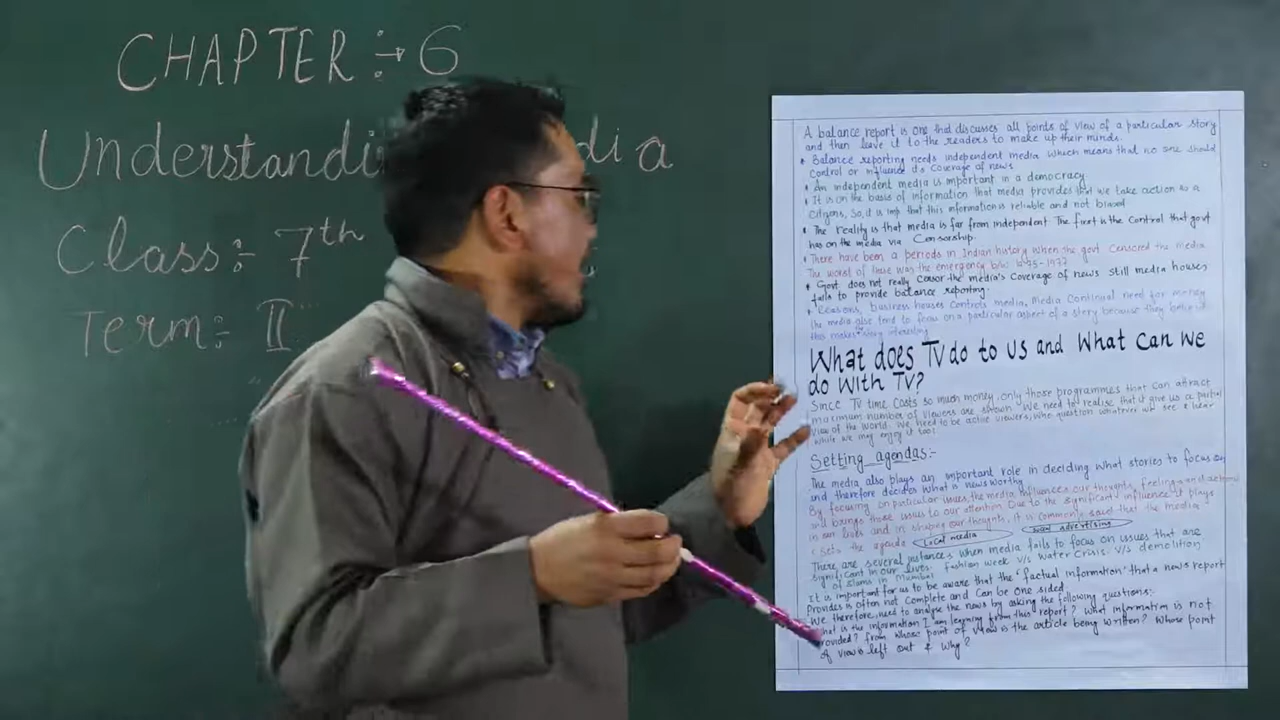 CHAPTER :→ 6
Understandi dia
Class:- 7th
Term:- II
A balance report is one that discusses all points of view of a particular story
and then leave it to the readers to make up their minds.
• Balance reporting needs independent media which means that no one should
control or influence its coverage of news
• An independent media is important in a democracy
• It is on the basis of information that media provides that we take action as a
citizens, So, it is imp that this information is reliable and not biased
• The reality is that media is far from independent. The first is the control that govt
has on the media via Censorship.
• There have been a periods in Indian history when the govt Censored the media
The worst of these was the emergency b/w 1975-1977
• Govt does not really Censor the media's Coverage of news still media houses
fails to provide balance reporting.
• Reasons, business houses Controls media, Media Continual need for money
the media also tend to focus on a particular aspect of a story because they believe
this makes the story interesting
What does TV do to us and What Can We
do With TV?
Since TV time Costs so much money, only those programmes that can attract
maximum number of viewers are shown. We need to realise that it give us a partial
view of the world. We need to be active viewers, who question whatever we see & hear
while we may enjoy it too!
Setting agendas:-
The media also plays an important role in deciding what stories to focus on
and therefore decides what is newsworthy
By focusing on particular issues, the media influences our thoughts, feelings and actions
and brings those issues to our attention. Due to the significant influence it plays
in our lives and in shaping our thoughts, it is commonly said that the media
'sets the agenda' Local media Social advertising
There are several instances when media fails to focus on issues that are
significant in our lives. Fashion week v/s Water Crisis. v/s demolition
of slums in Mumbai
It is important for us to be aware that the 'factual information' that a news report
Provides is often not Complete and Can be one sided
We therefore, need to analyse the news by asking the following questions:-
What is the information I am learning from this report? What information is not
provided? From whose point of view is the article being written? Whose point
of view is left out & Why?